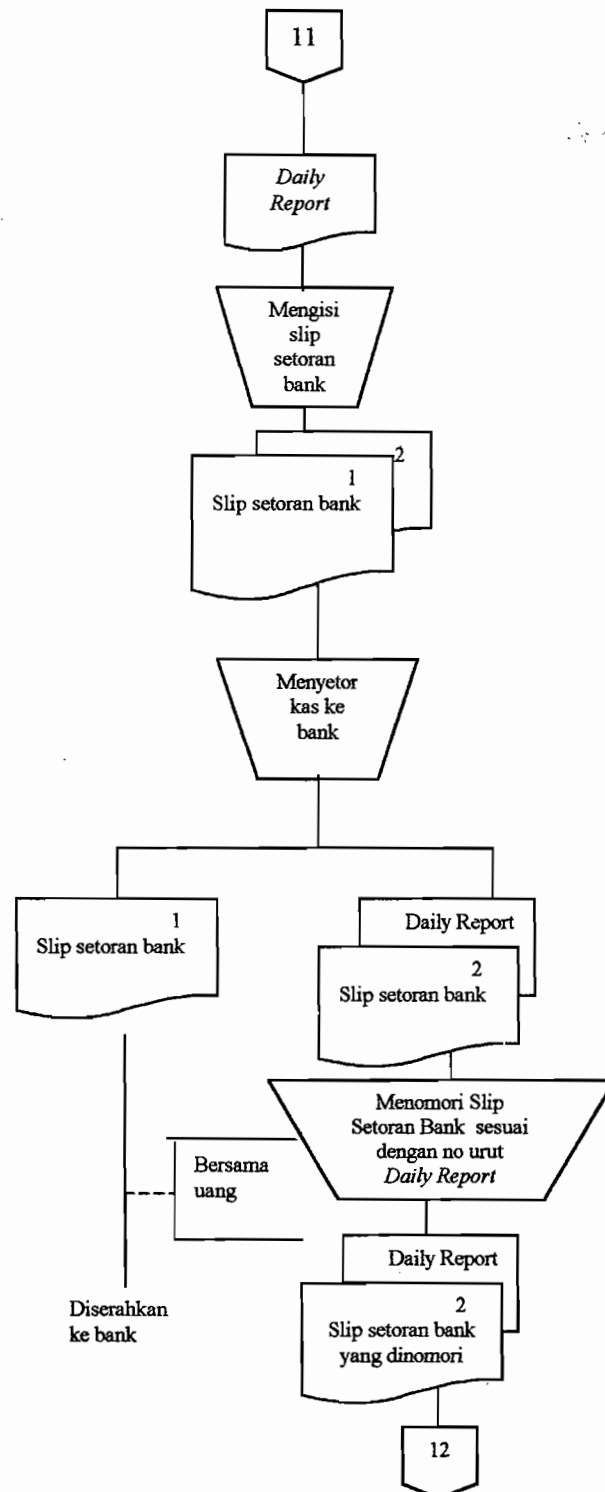 11
Daily
Report
Mengisi
slip
setoran
bank
2
1
Slip setoran bank
Menyetor
kas ke
bank
1
Slip setoran bank
Daily Report
2
Slip setoran bank
Menomori Slip
Setoran Bank sesuai
dengan no urut
Daily Report
Bersama
uang
Diserahkan
ke bank
Daily Report
2
Slip setoran bank
yang dinomori
12